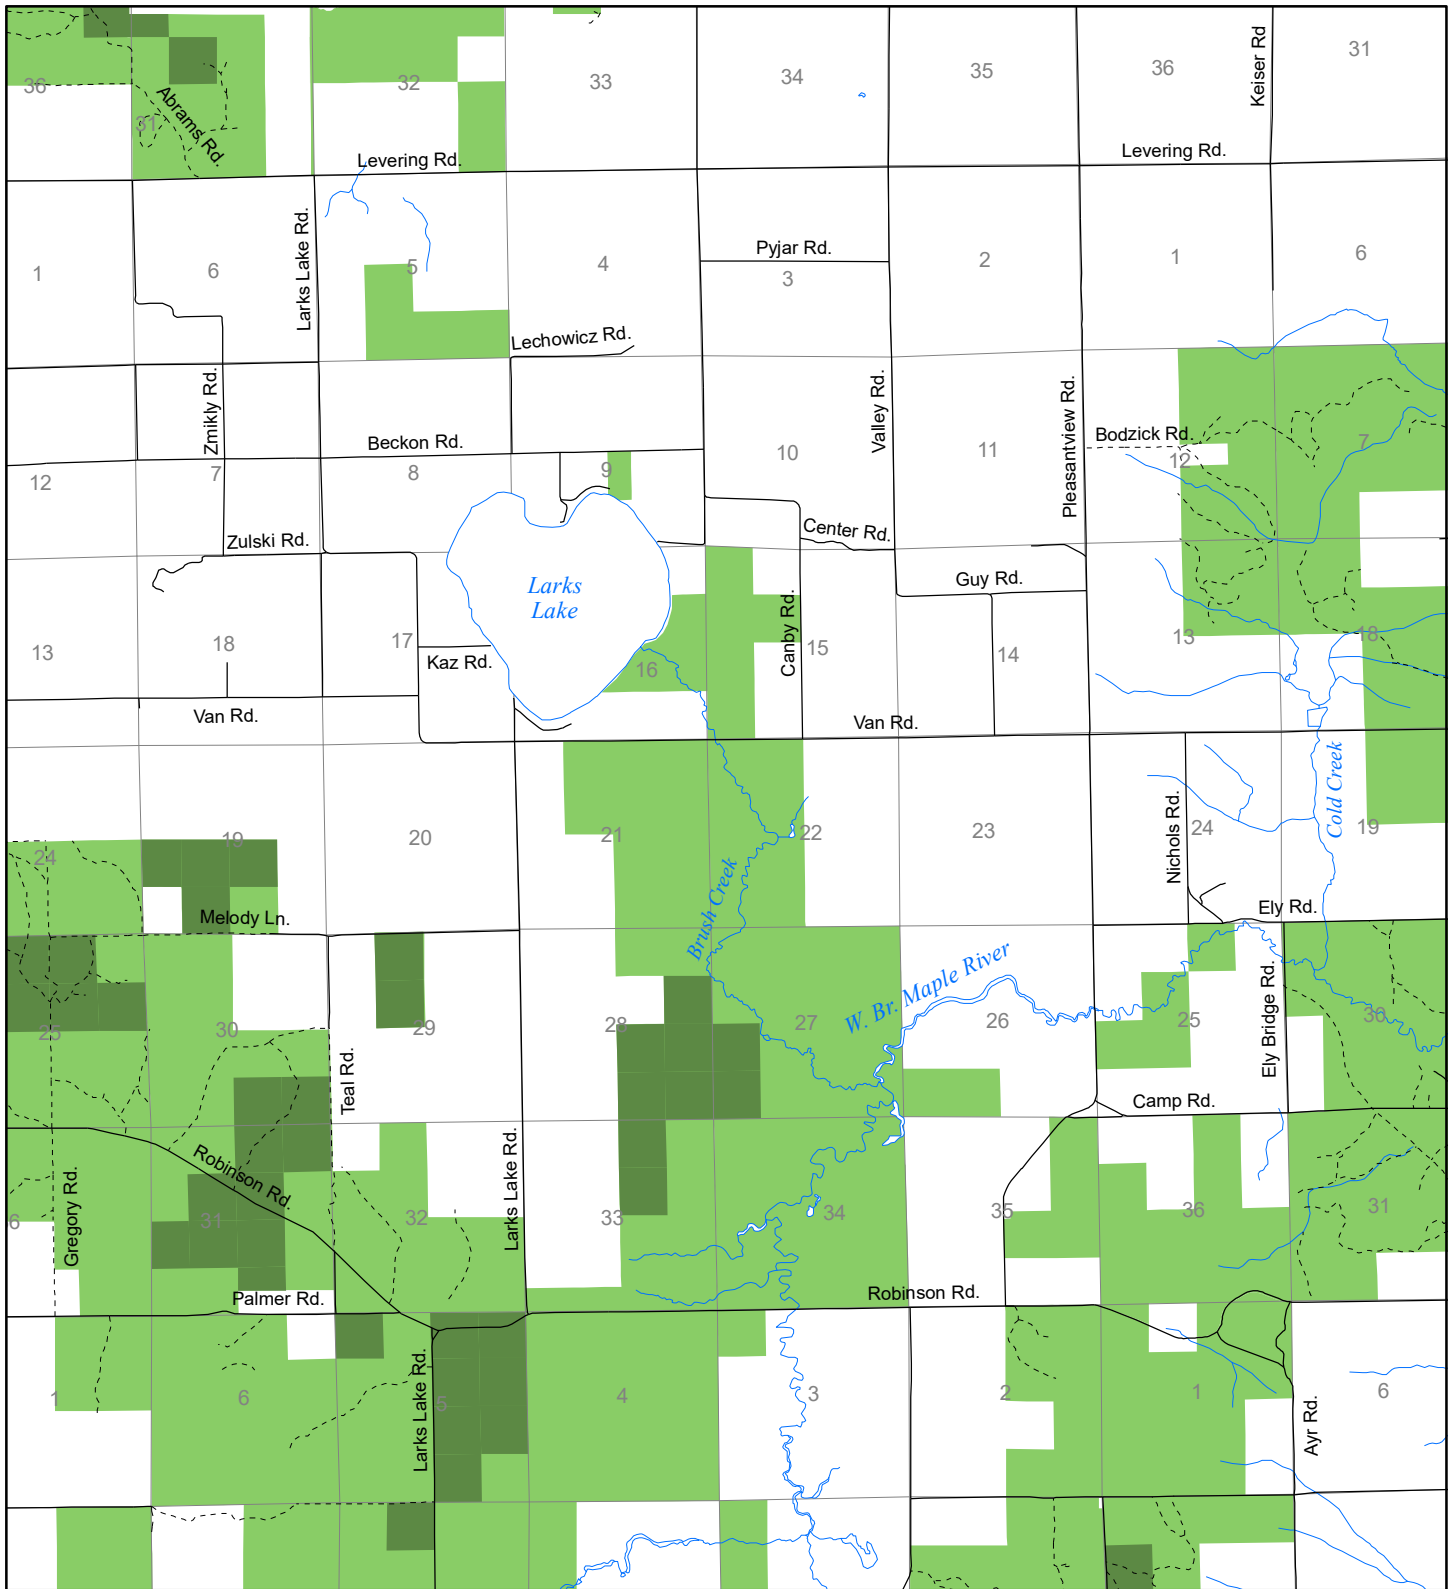 Keiser Rd
31
36
35
34
33
32
36
31
Abrams Rd.
Levering Rd.
Levering Rd.
Larks Lake Rd.
Pyjar Rd.
1
6
5
4
3
2
1
6
Lechowicz Rd.
Zmikly Rd.
Valley Rd.
Pleasantview Rd.
Beckon Rd.
Bodzick Rd.
12
7
8
9
10
11
12
7
Zulski Rd.
Center Rd.
Guy Rd.
Larks
Lake
Canby Rd.
13
18
17
Kaz Rd.
16
15
14
13
18
Van Rd.
Van Rd.
Cold Creek
Nichols Rd.
24
19
20
21
22
23
24
19
Brush Creek
Melody Ln.
Ely Rd.
W. Br. Maple River
Ely Bridge Rd.
25
30
29
28
27
26
25
30
Teal Rd.
Camp Rd.
Robinson Rd.
Gregory Rd.
Larks Lake Rd.
6
31
32
33
34
35
36
31
Palmer Rd.
Robinson Rd.
Larks Lake Rd.
Ayr Rd.
1
6
5
4
3
2
1
6